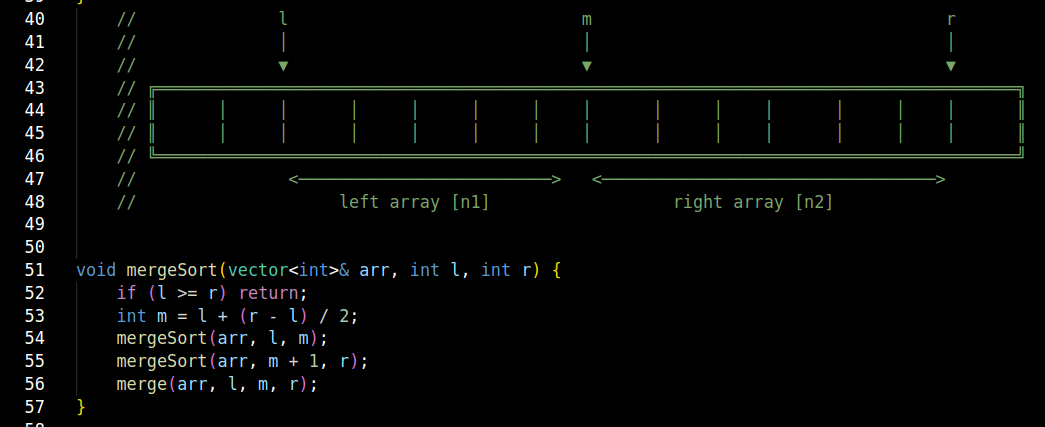 40 // l m r
41 // │ │ │
42 // ▼ ▼ ▼
43 // ╔══════════════════════════════════════════════════════════════════════════════════════╗
44 // ║ │ │ │ │ │ │ │ │ │ │ │ │ │ ║
45 // ║ │ │ │ │ │ │ │ │ │ │ │ │ │ ║
46 // ╚══════════════════════════════════════════════════════════════════════════════════════╝
47 // <─────────────────────────> <─────────────────────────────────>
48 // left array [n1] right array [n2]
49
50
51 void mergeSort(vector<int>& arr, int l, int r) {
52 if (l >= r) return;
53 int m = l + (r - l) / 2;
54 mergeSort(arr, l, m);
55 mergeSort(arr, m + 1, r);
56 merge(arr, l, m, r);
57 }